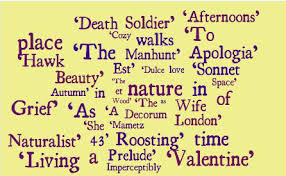 'Death Soldier' 'Afternoons'
place 'Cozy walks 'To
'Hawk 'The Manhunt' Apologia'
Beauty' Est' 'Dulce love 'Sonnet
Autumn' in 'The et nature in Space'
Wood' 'The as of
Grief' 'As 'A Decorum Wife London'
'She 'Mametz
Naturalist' 43' Roosting' time
'Living a Prelude' 'Valentine'
Imperceptibly